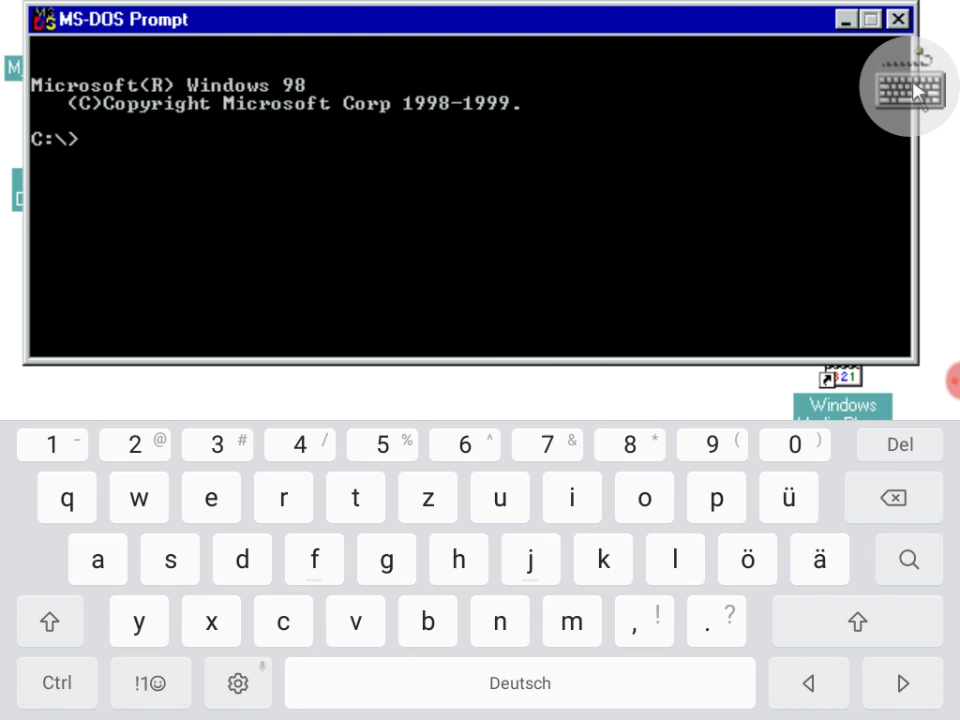 MS-DOS Prompt
Microsoft(R) Windows 98
(C)Copyright Microsoft Corp 1998-1999.
C:\>
M
321
Windows
1 - 2 @ 3 # 4 / 5 % 6 ^ 7 & 8 * 9 ( 0 ) Del
q w e r t z u i o p ü
a s d f g h j k l ö ä
y x c v b n m , ! . ?
Ctrl !1☺ Deutsch